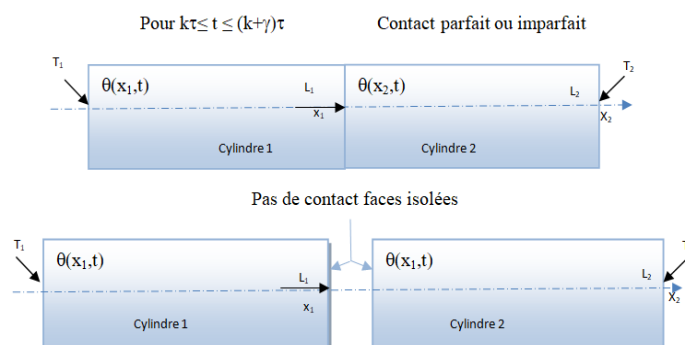 Pour kτ≤ t ≤ (k+γ)τ Contact parfait ou imparfait
T₁ T₂
θ(x₁,t) L₁ θ(x₂,t) L₂
x₁ X₂
Cylindre 1 Cylindre 2
Pas de contact faces isolées
T₁ T
θ(x₁,t) L₁ θ(x₁,t) L₂
x₁ X₂
Cylindre 1 Cylindre 2